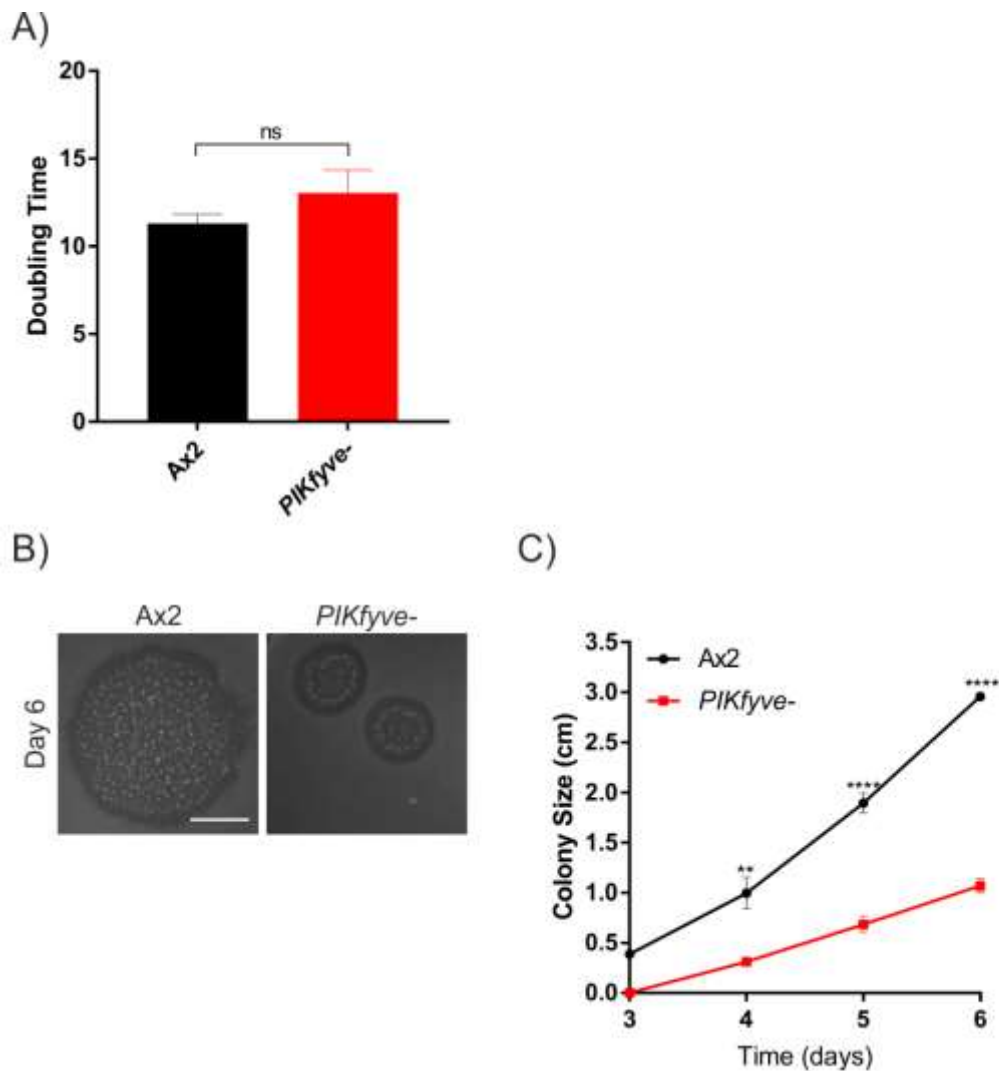 A)
20
15
10
5
0
Doubling Time
ns
Ax2
PIKfyve-
B)
Ax2 PIKfyve-
Day 6
C)
3.5
3.0
2.5
2.0
1.5
1.0
0.5
0.0
Colony Size (cm)
Ax2
PIKfyve-
**
****
****
3 4 5 6
Time (days)